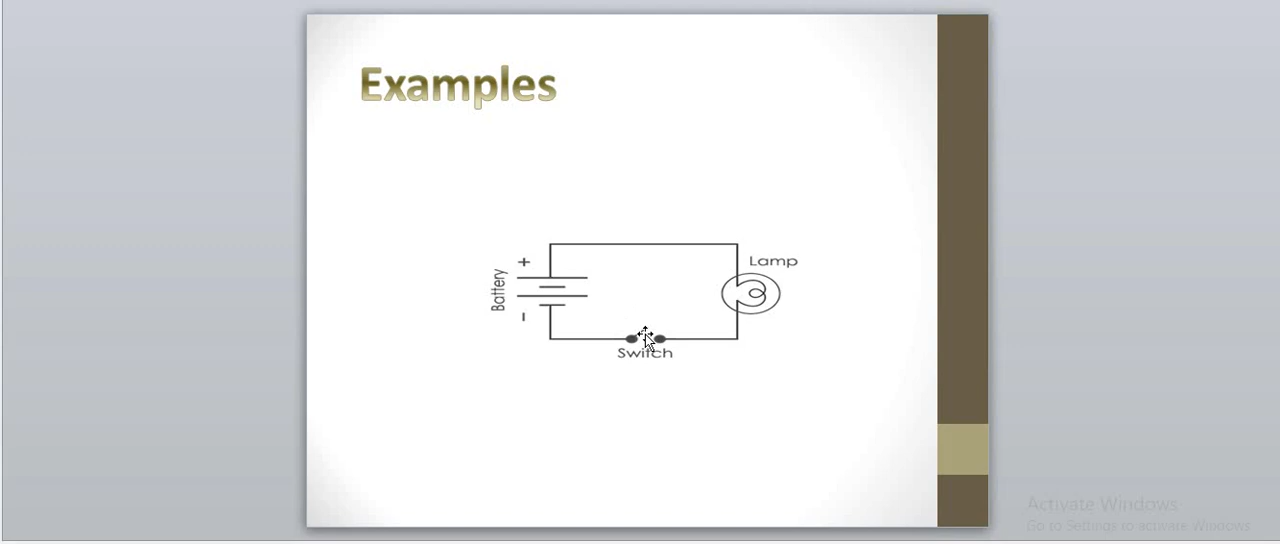 Examples
+
Lamp
Battery
-
Switch
Activate Windows
Go to Settings to activate Windows.